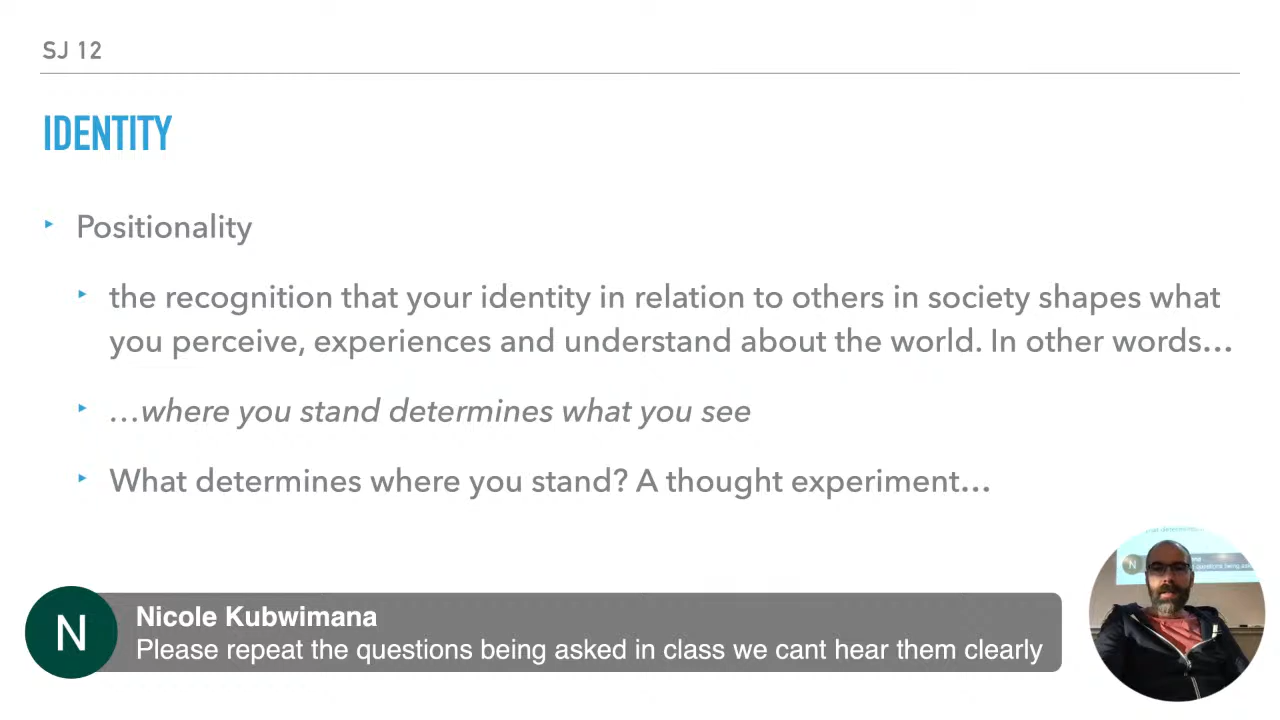 SJ 12
IDENTITY
Positionality
the recognition that your identity in relation to others in society shapes what
you perceive, experiences and understand about the world. In other words…
…where you stand determines what you see
What determines where you stand? A thought experiment…
N
Nicole Kubwimana
Please repeat the questions being asked in class we cant hear them clearly